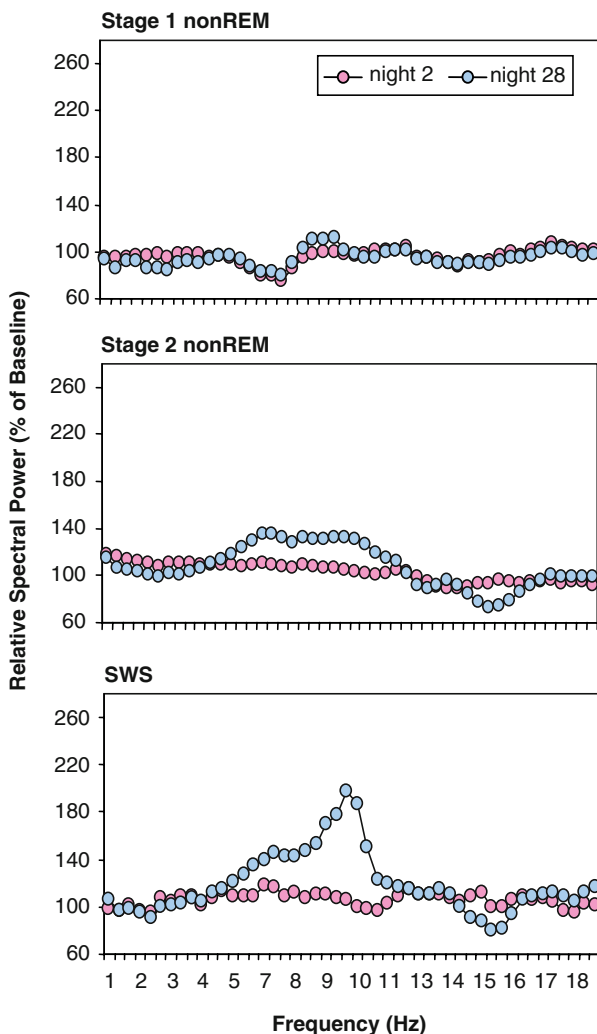 Stage 1 nonREM
night 2 night 28
260
220
180
140
100
60
Stage 2 nonREM
260
220
180
140
100
60
Relative Spectral Power (% of Baseline)
SWS
260
220
180
140
100
60
1 2 3 4 5 6 7 8 9 10 11 12 13 14 15 16 17 18
Frequency (Hz)